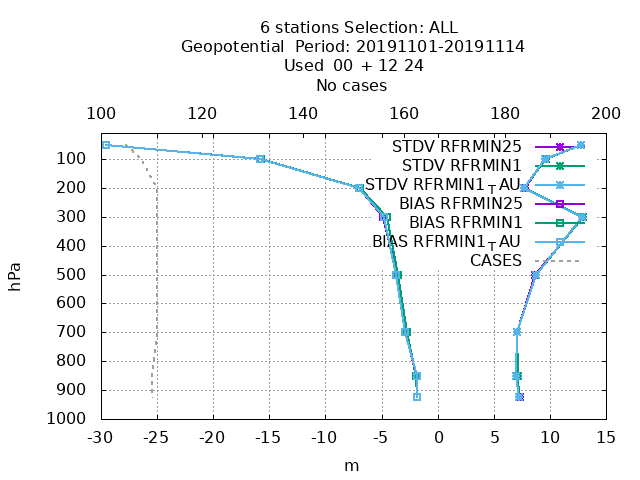 6 stations Selection: ALL
Geopotential  Period: 20191101-20191114
Used  00 + 12 24
No cases
100 120 140 160 180 200
STDV RFRMIN25
STDV RFRMIN1
STDV RFRMIN1_TAU
BIAS RFRMIN25
BIAS RFRMIN1
BIAS RFRMIN1_TAU
CASES
100
200
300
400
500
600
700
800
900
1000
hPa
-30 -25 -20 -15 -10 -5 0 5 10 15
m